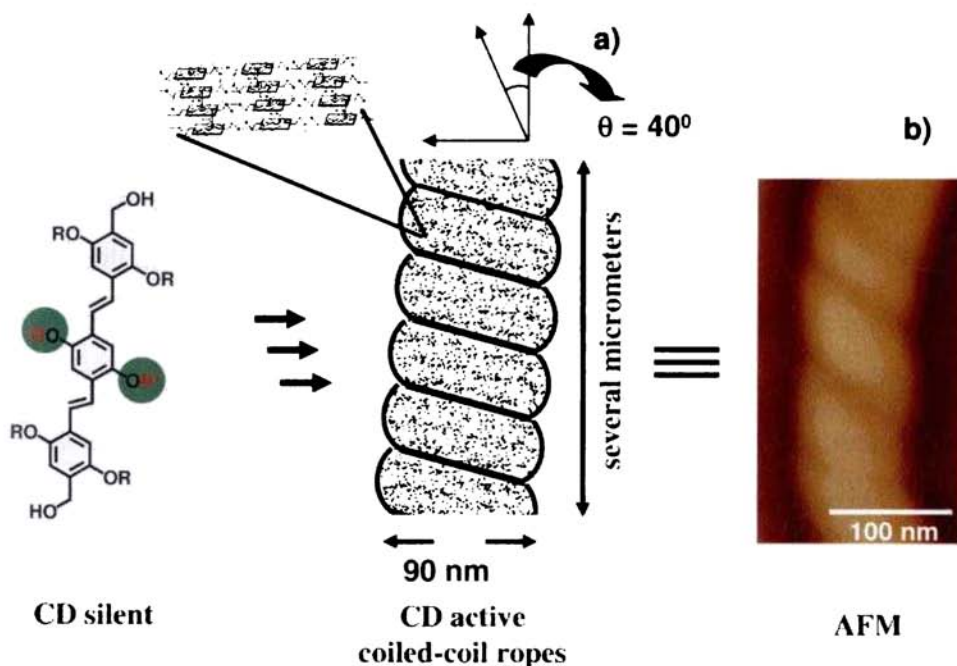 a)
θ = 40⁰
b)
OH
RO
OR
O
O
RO
OR
HO
several micrometers
90 nm
100 nm
CD silent
CD active
coiled-coil ropes
AFM